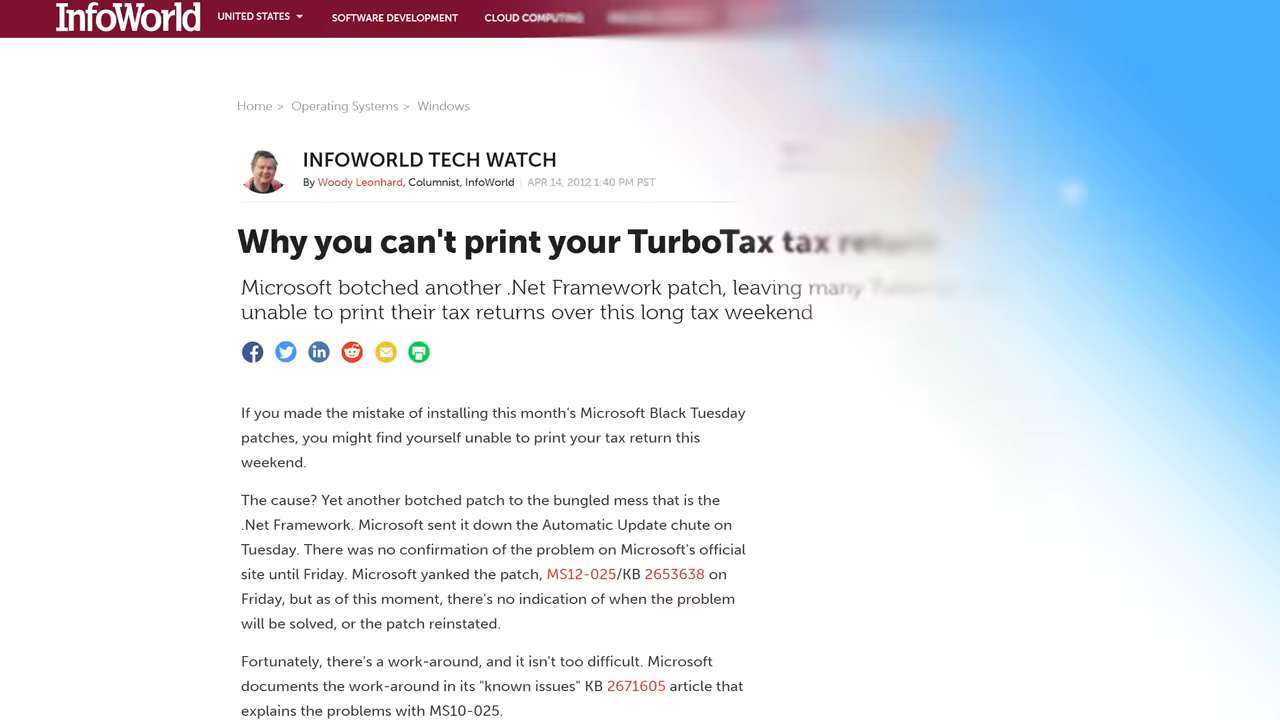 InfoWorld
UNITED STATES
SOFTWARE DEVELOPMENT
CLOUD COMPUTING
Home > Operating Systems > Windows
INFOWORLD TECH WATCH
By Woody Leonhard, Columnist, InfoWorld | APR 14, 2012 1:40 PM PST
Why you can't print your TurboTax tax return
Microsoft botched another .Net Framework patch, leaving many
unable to print their tax returns over this long tax weekend
If you made the mistake of installing this month's Microsoft Black Tuesday
patches, you might find yourself unable to print your tax return this
weekend.
The cause? Yet another botched patch to the bungled mess that is the
.Net Framework. Microsoft sent it down the Automatic Update chute on
Tuesday. There was no confirmation of the problem on Microsoft's official
site until Friday. Microsoft yanked the patch, MS12-025/KB 2653638 on
Friday, but as of this moment, there's no indication of when the problem
will be solved, or the patch reinstated.
Fortunately, there's a work-around, and it isn't too difficult. Microsoft
documents the work-around in its "known issues" KB 2671605 article that
explains the problems with MS10-025.